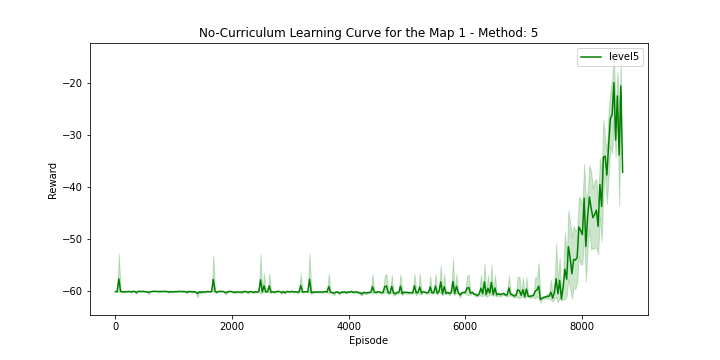 No-Curriculum Learning Curve for the Map 1 - Method: 5
level5
−20
−30
−40
−50
−60
Reward
0 2000 4000 6000 8000
Episode